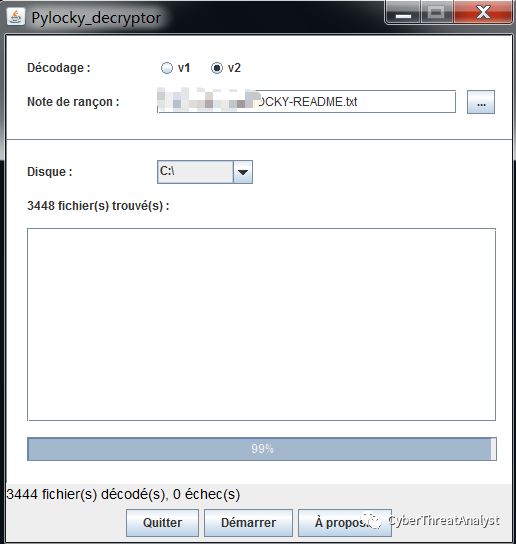 Pylocky_decryptor
Décodage : v1 v2
Note de rançon : OCKY-README.txt ...
Disque : C:\
3448 fichier(s) trouvé(s) :
99%
3444 fichier(s) décodé(s), 0 échec(s)
Quitter Démarrer À propos
CyberThreatAnalyst